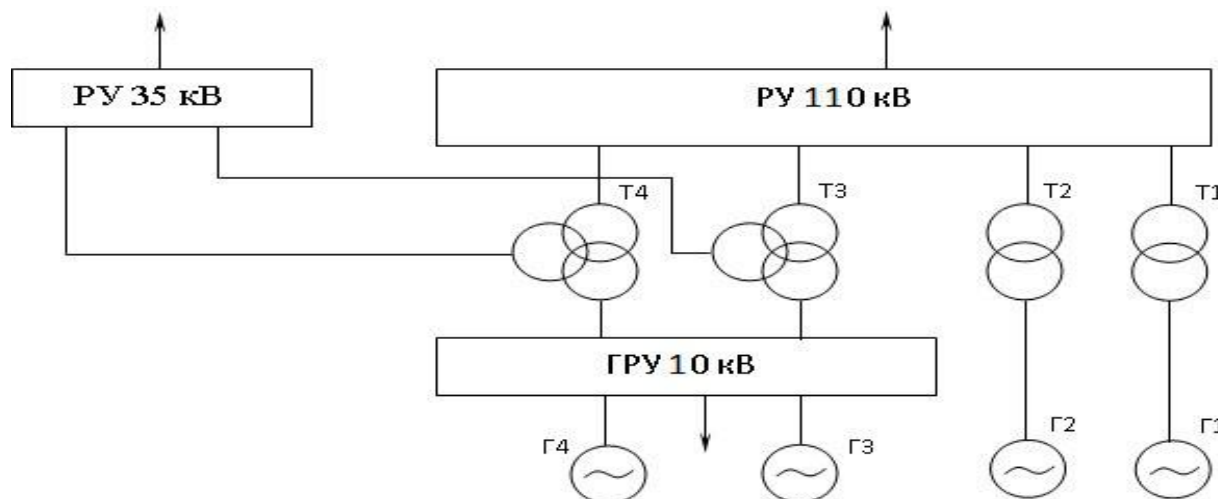 РУ 35 кВ
РУ 110 кВ
Т4
Т3
Т2
Т1
ГРУ 10 кВ
Г4
Г3
Г2
Г1